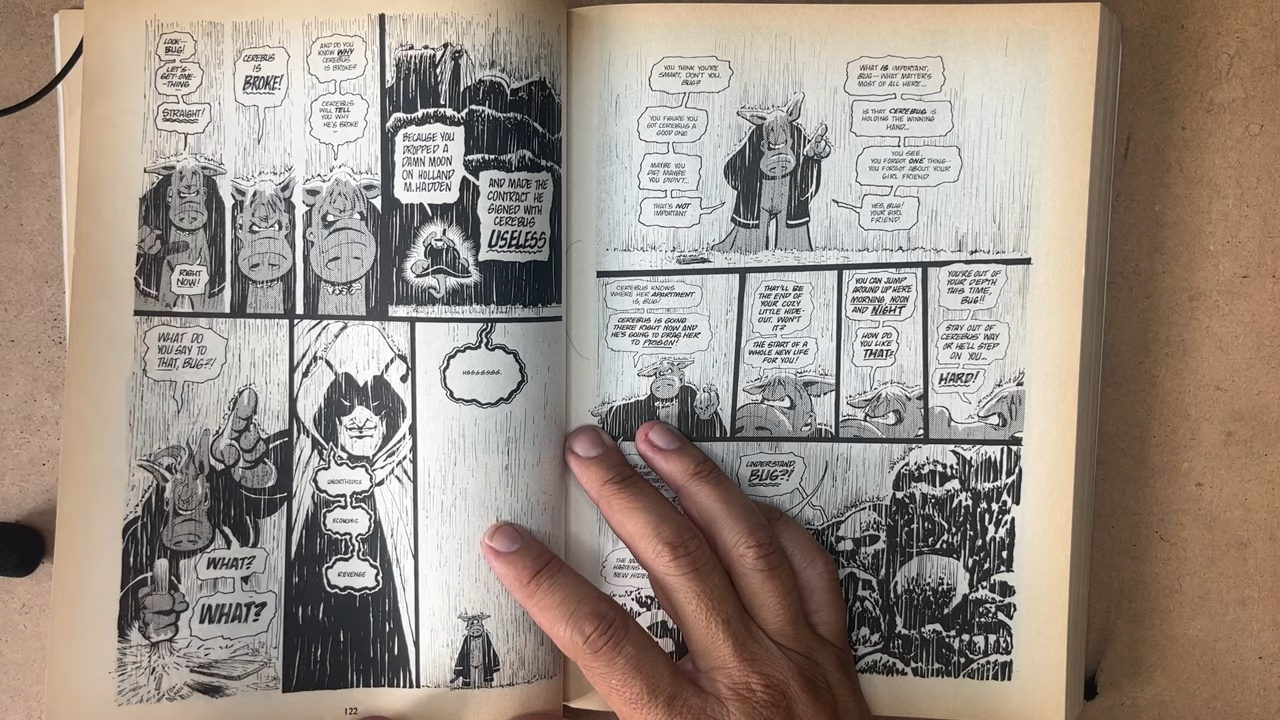 LOOK--
BUG!
LET'S-
GET-ONE-
-THING
...
STRAIGHT!
RIGHT
NOW!
CEREBUS
IS
BROKE!
AND DO YOU
KNOW WHY
CEREBUS
IS BROKE?
CEREBUS
WILL TELL
YOU WHY
HE'S BROKE
...
BECAUSE YOU
DROPPED A
DAMN MOON
ON HOLLAND
M. HADDEN
AND MADE THE
CONTRACT HE
SIGNED WITH
CEREBUS
USELESS
WHAT DO
YOU SAY TO
THAT, BUG?!
WHAT?
WHAT?
UNORTHODOX
ECONOMIC
REVENGE
122
YOU THINK YOU'RE
SMART, DON'T YOU,
BUG?
YOU FIGURE YOU
GOT CEREBUS A
GOOD ONE
MAYBE YOU
DID; MAYBE
YOU DIDN'T...
THAT'S NOT
IMPORTANT
WHAT IS IMPORTANT,
BUG-- WHAT MATTERS
MOST OF ALL HERE...
IS THAT CEREBUS IS
HOLDING THE WINNING
HAND...
YOU SEE,
YOU FORGOT ONE THING--
YOU FORGOT ABOUT YOUR
GIRL FRIEND
YES, BUG!
YOUR GIRL
FRIEND.
CEREBUS KNOWS
WHERE HER APARTMENT
IS, BUG!
CEREBUS IS GOING
THERE RIGHT NOW AND
HE'S GOING TO DRAG HER
TO PRISON!
THAT'LL BE
THE END OF
YOUR COZY
LITTLE HIDE-
OUT, WON'T
IT?
THE START OF A
WHOLE NEW LIFE
FOR YOU!
YOU CAN JUMP
AROUND UP HERE
MORNING, NOON
AND NIGHT
HOW DO
YOU LIKE
THAT?
YOU'RE OUT OF
YOUR DEPTH
THIS TIME,
BUG!!
STAY OUT OF
CEREBUS' WAY
OR HE'LL STEP
ON YOU...
HARD!
UNDERSTAND,
BUG?!
THE
NEW